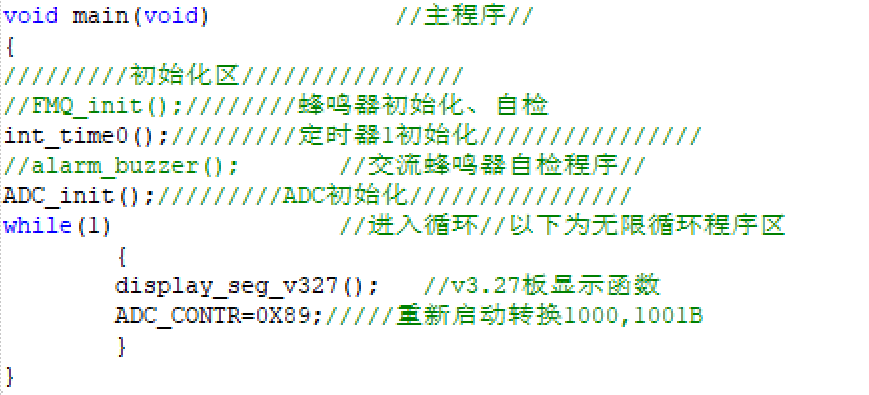 void main(void)                //主程序//
{
/////////初始化区////////////////
//FMQ_init();////////蜂鸣器初始化、自检
int_time0();/////////定时器1初始化////////////////
//alarm_buzzer();        //交流蜂鸣器自检程序//
ADC_init();/////////ADC初始化////////////////
while(1)                 //进入循环//以下为无限循环程序区
{
display_seg_v327();   //v3.27板显示函数
ADC_CONTR=0X89;/////重新启动转换1000,1001B
}
}